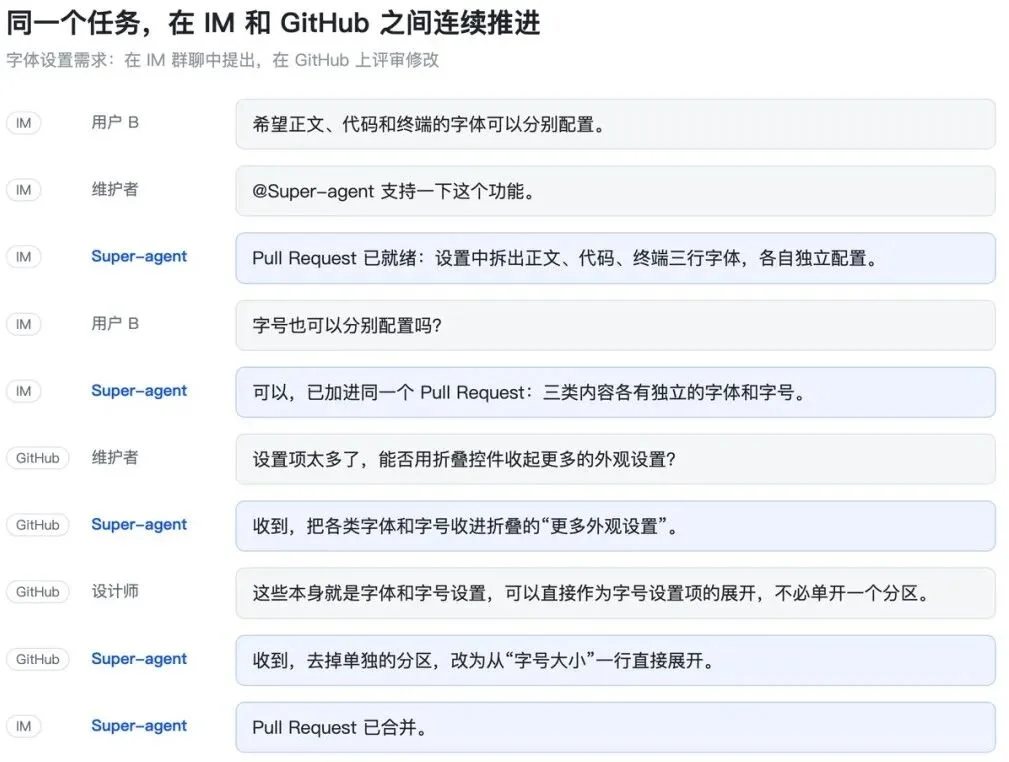 同一个任务，在 IM 和 GitHub 之间连续推进
字体设置需求：在 IM 群聊中提出，在 GitHub 上评审修改
IM 用户 B 希望正文、代码和终端的字体可以分别配置。
IM 维护者 @Super-agent 支持一下这个功能。
IM Super-agent Pull Request 已就绪：设置中拆出正文、代码、终端三行字体，各自独立配置。
IM 用户 B 字号也可以分别配置吗？
IM Super-agent 可以，已加进同一个 Pull Request：三类内容各有独立的字体和字号。
GitHub 维护者 设置项太多了，能否用折叠控件收起更多的外观设置？
GitHub Super-agent 收到，把各类字体和字号收进折叠的“更多外观设置”。
GitHub 设计师 这些本身就是字体和字号设置，可以直接作为字号设置项的展开，不必单开一个分区。
GitHub Super-agent 收到，去掉单独的分区，改为从“字号大小”一行直接展开。
IM Super-agent Pull Request 已合并。